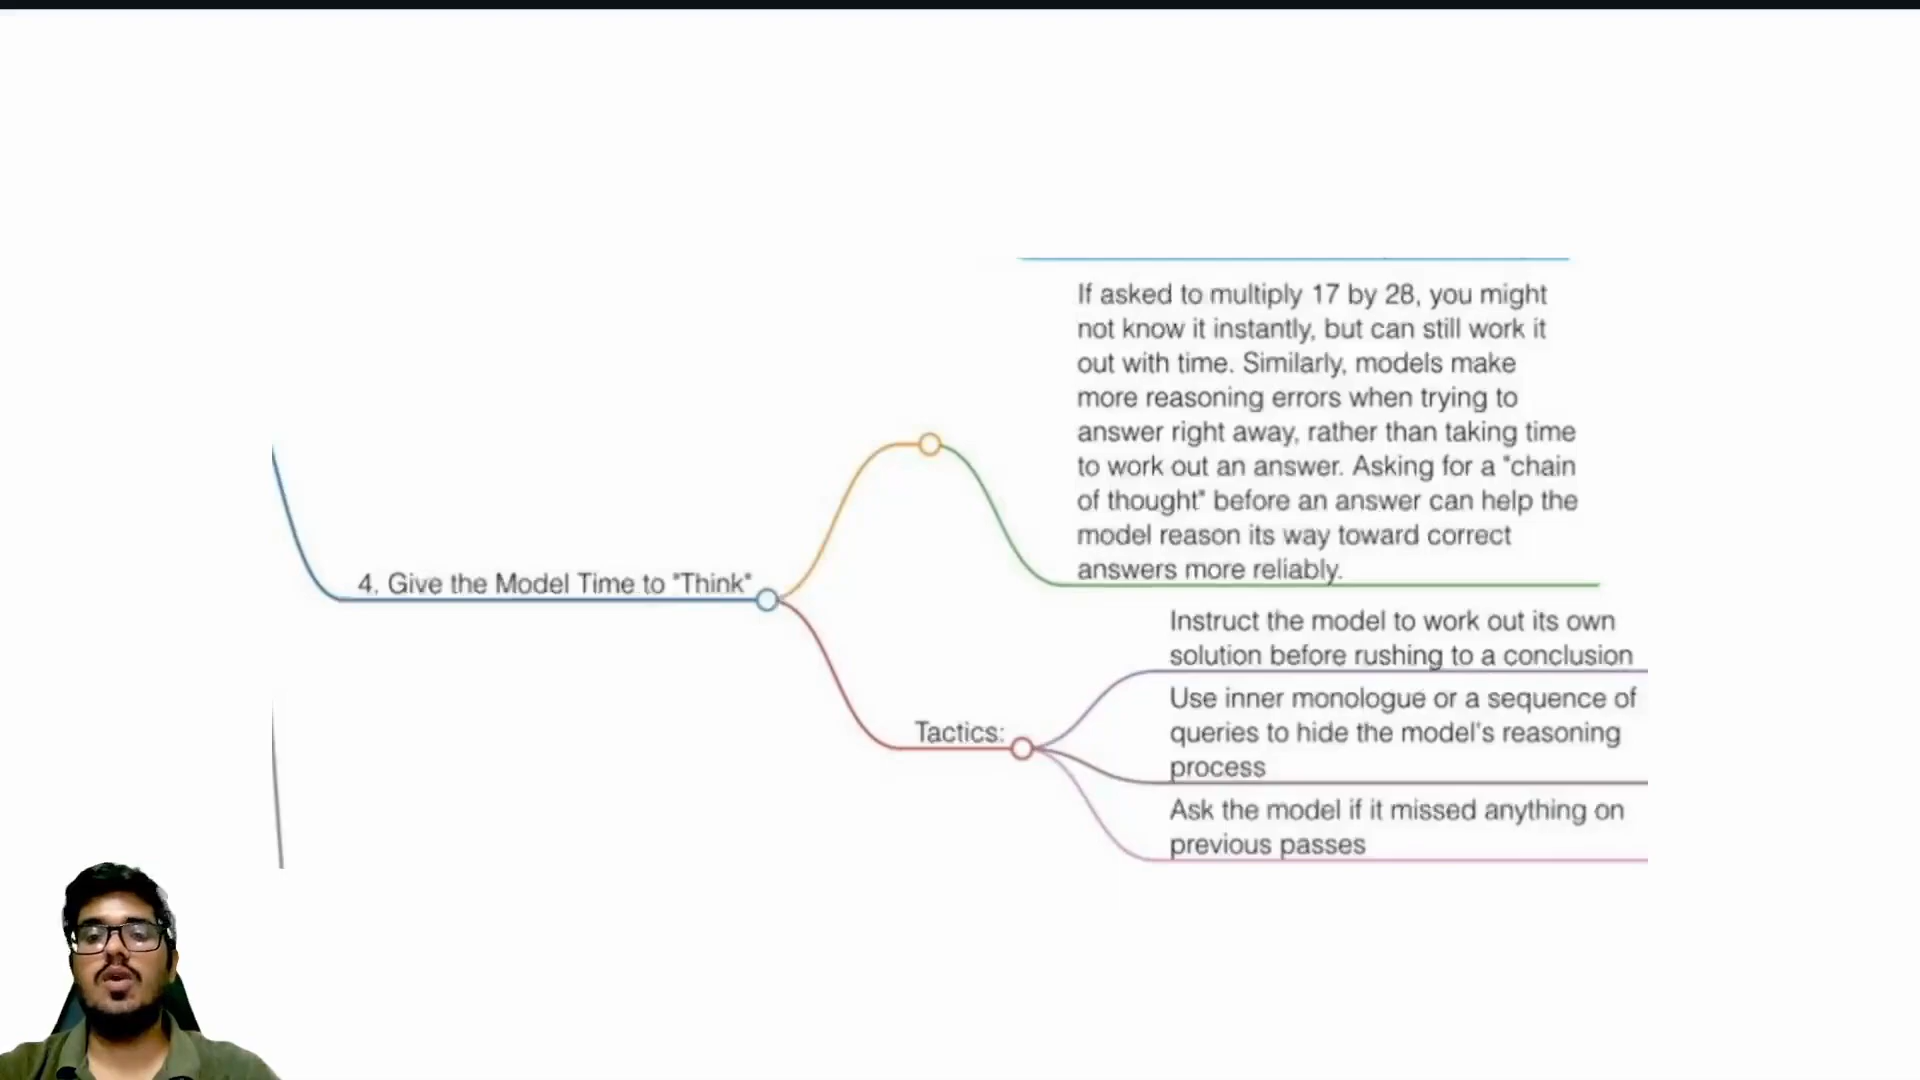 4. Give the Model Time to "Think"
If asked to multiply 17 by 28, you might
not know it instantly, but can still work it
out with time. Similarly, models make
more reasoning errors when trying to
answer right away, rather than taking time
to work out an answer. Asking for a "chain
of thought" before an answer can help the
model reason its way toward correct
answers more reliably.
Tactics:
Instruct the model to work out its own
solution before rushing to a conclusion
Use inner monologue or a sequence of
queries to hide the model's reasoning
process
Ask the model if it missed anything on
previous passes